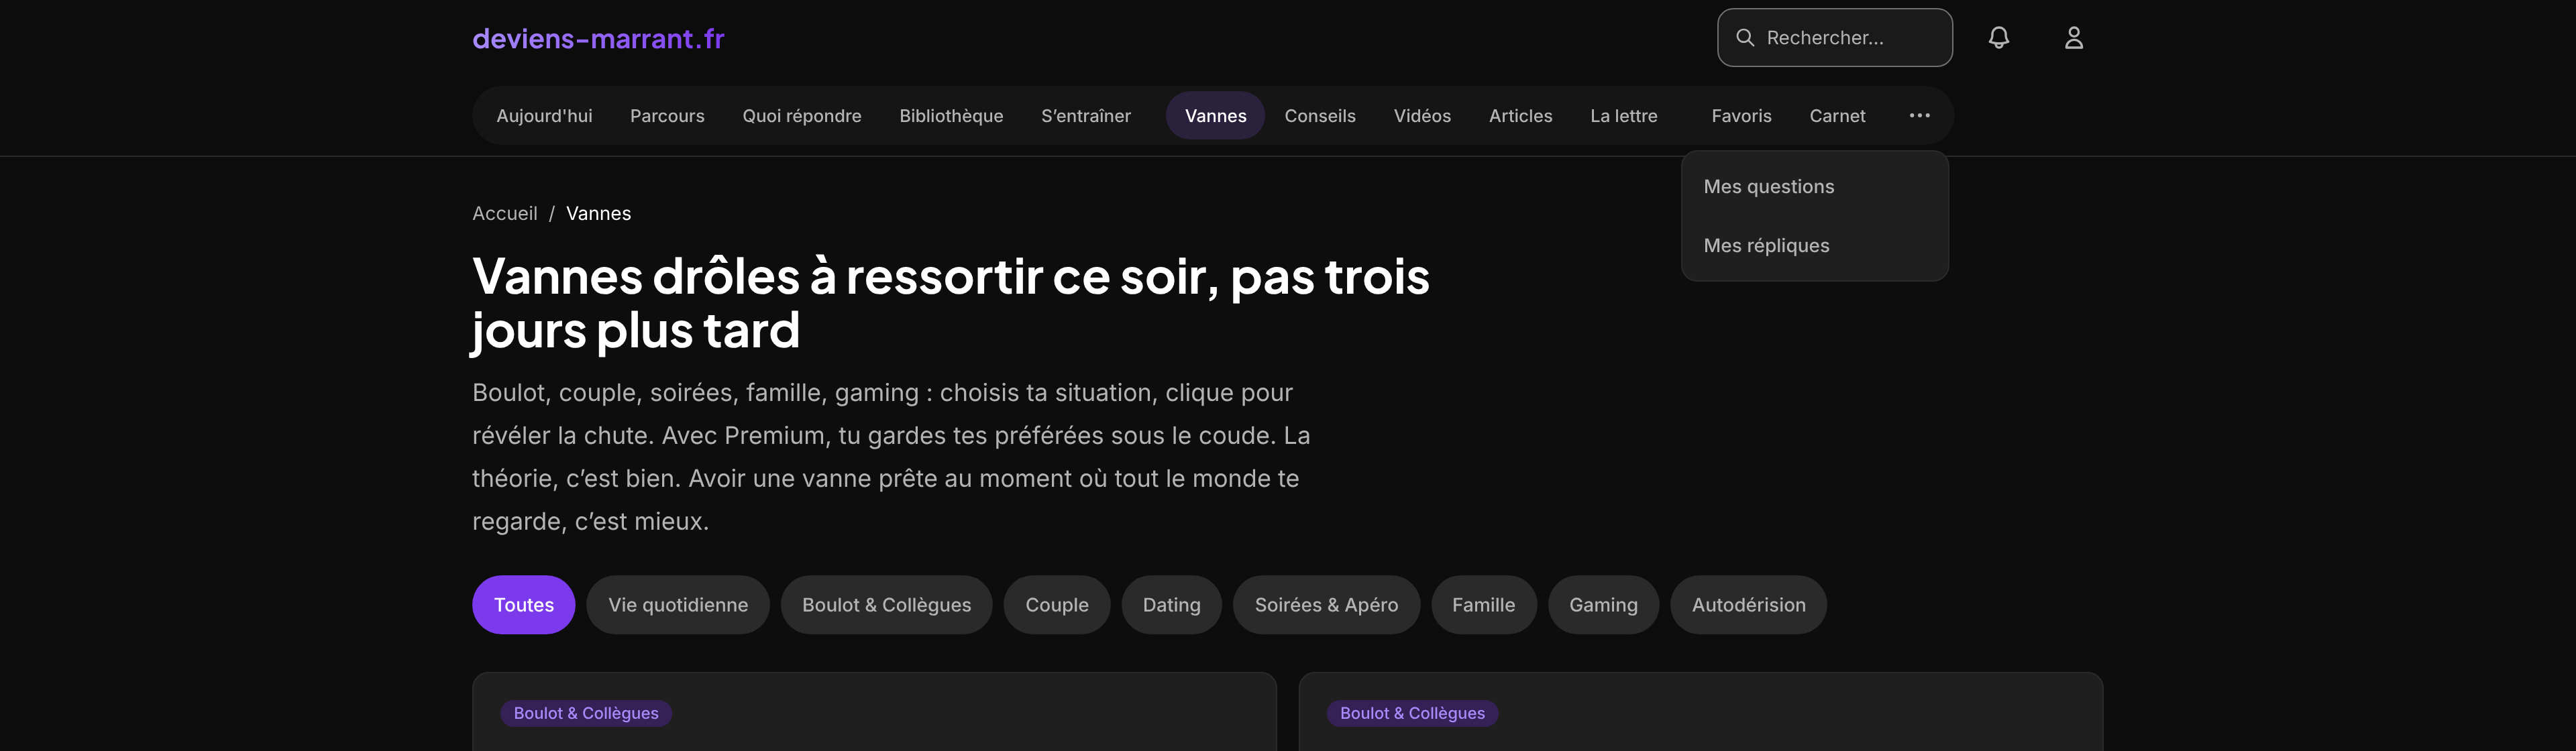 deviens-marrant.fr
Rechercher...
Aujourd'hui Parcours Quoi répondre Bibliothèque S’entraîner Vannes Conseils Vidéos Articles La lettre Favoris Carnet
Mes questions
Mes répliques
Accueil / Vannes
Vannes drôles à ressortir ce soir, pas trois
jours plus tard
Boulot, couple, soirées, famille, gaming : choisis ta situation, clique pour
révéler la chute. Avec Premium, tu gardes tes préférées sous le coude. La
théorie, c’est bien. Avoir une vanne prête au moment où tout le monde te
regarde, c’est mieux.
Toutes Vie quotidienne Boulot & Collègues Couple Dating Soirées & Apéro Famille Gaming Autodérision
Boulot & Collègues Boulot & Collègues